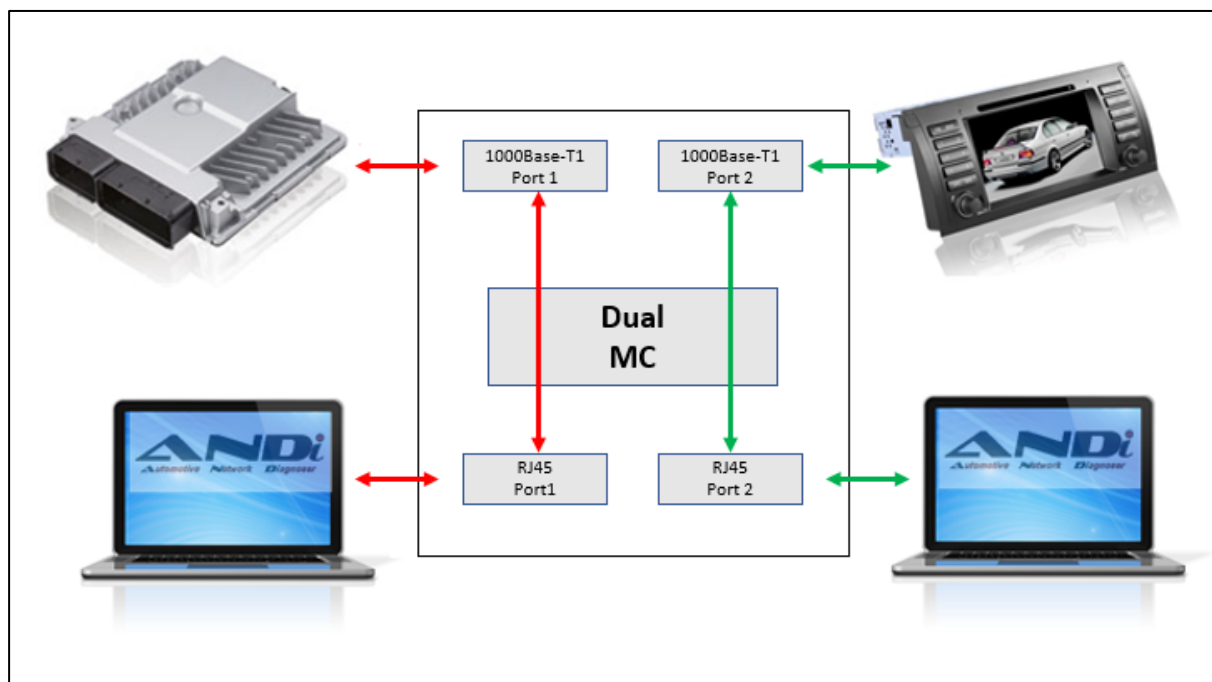 1000Base-T1
Port 1
1000Base-T1
Port 2
Dual
MC
ANDi
Automotive Network Diagnoser
ANDi
Automotive Network Diagnoser
RJ45
Port1
RJ45
Port 2